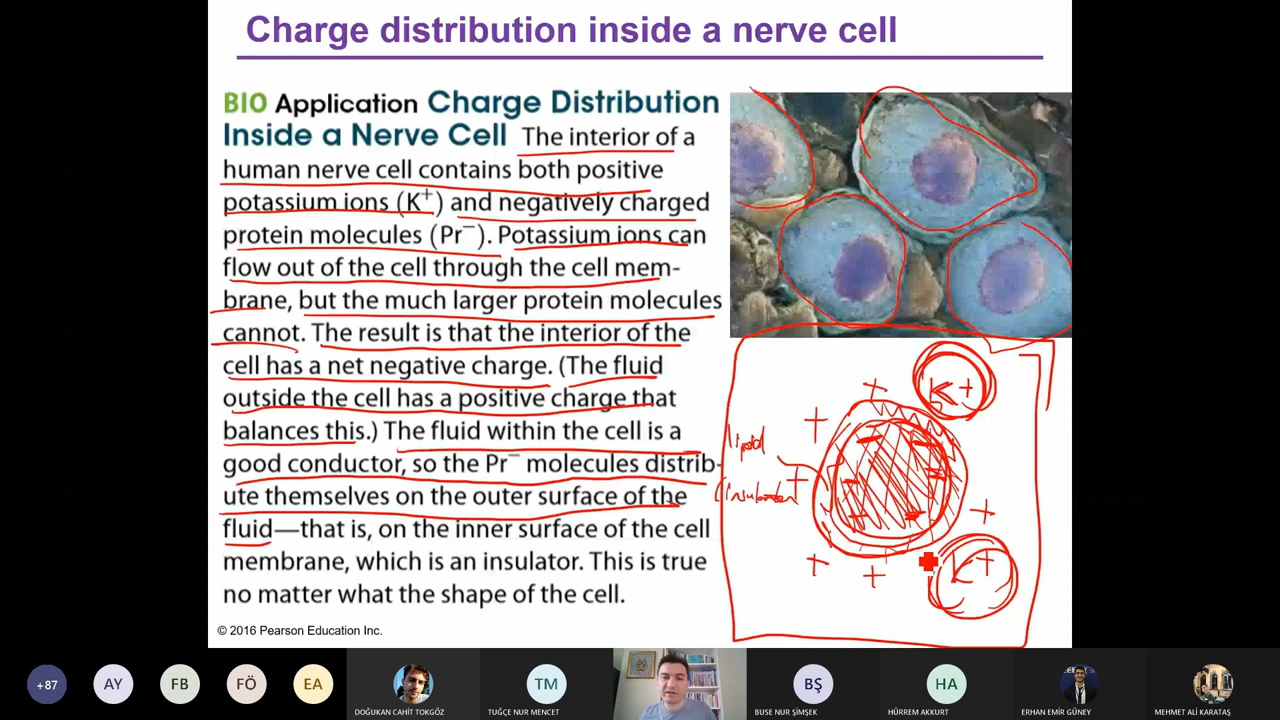 Charge distribution inside a nerve cell
BIO Application Charge Distribution
Inside a Nerve Cell The interior of a
human nerve cell contains both positive
potassium ions (K⁺) and negatively charged
protein molecules (Pr⁻). Potassium ions can
flow out of the cell through the cell mem-
brane, but the much larger protein molecules
cannot. The result is that the interior of the
cell has a net negative charge. (The fluid
outside the cell has a positive charge that
balances this.) The fluid within the cell is a
good conductor, so the Pr⁻ molecules distrib-
ute themselves on the outer surface of the
fluid—that is, on the inner surface of the cell
membrane, which is an insulator. This is true
no matter what the shape of the cell.
© 2016 Pearson Education Inc.
K+
+
+
lipid
+
+
K+
+
+
+87
AY
FB
FÖ
EA
DOĞUKAN CAHİT TOKGÖZ
TM
TUĞÇE NUR MENCET
BŞ
BUSE NUR ŞİMŞEK
HA
HÜRREM AKKURT
ERHAN EMİR GÜNEY
MEHMET ALİ KARATAŞ